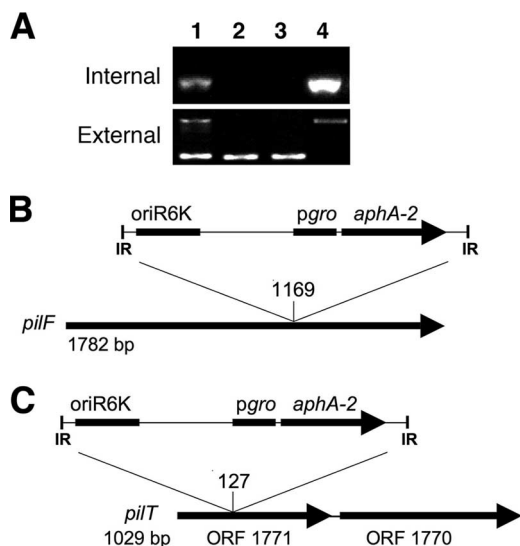 A
1 2 3 4
Internal
External
B
oriR6K pgro aphA-2
IR IR
1169
pilF
1782 bp
C
oriR6K pgro aphA-2
IR IR
127
pilT
1029 bp ORF 1771 ORF 1770